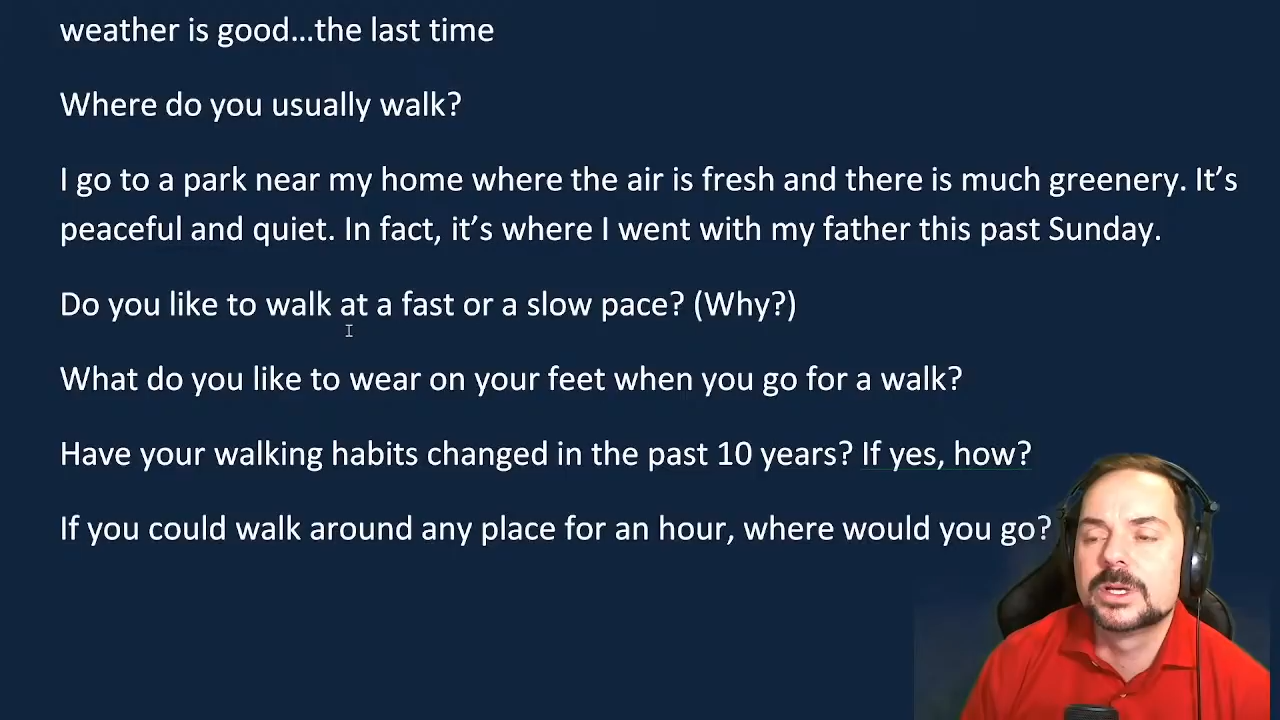 weather is good…the last time
Where do you usually walk?
I go to a park near my home where the air is fresh and there is much greenery. It’s
peaceful and quiet. In fact, it’s where I went with my father this past Sunday.
Do you like to walk at a fast or a slow pace? (Why?)
What do you like to wear on your feet when you go for a walk?
Have your walking habits changed in the past 10 years? If yes, how?
If you could walk around any place for an hour, where would you go?